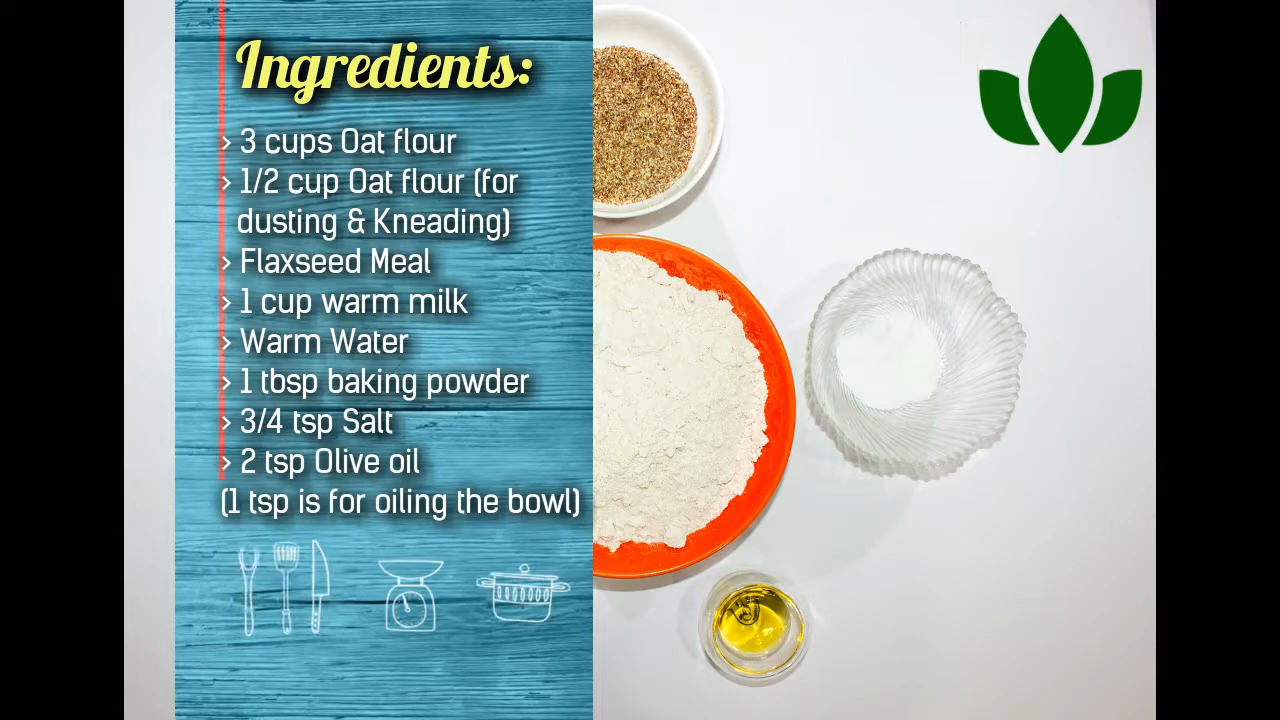 Ingredients:
> 3 cups Oat flour
> 1/2 cup Oat flour (for
dusting & Kneading)
> Flaxseed Meal
> 1 cup warm milk
> Warm Water
> 1 tbsp baking powder
> 3/4 tsp Salt
> 2 tsp Olive oil
(1 tsp is for oiling the bowl)